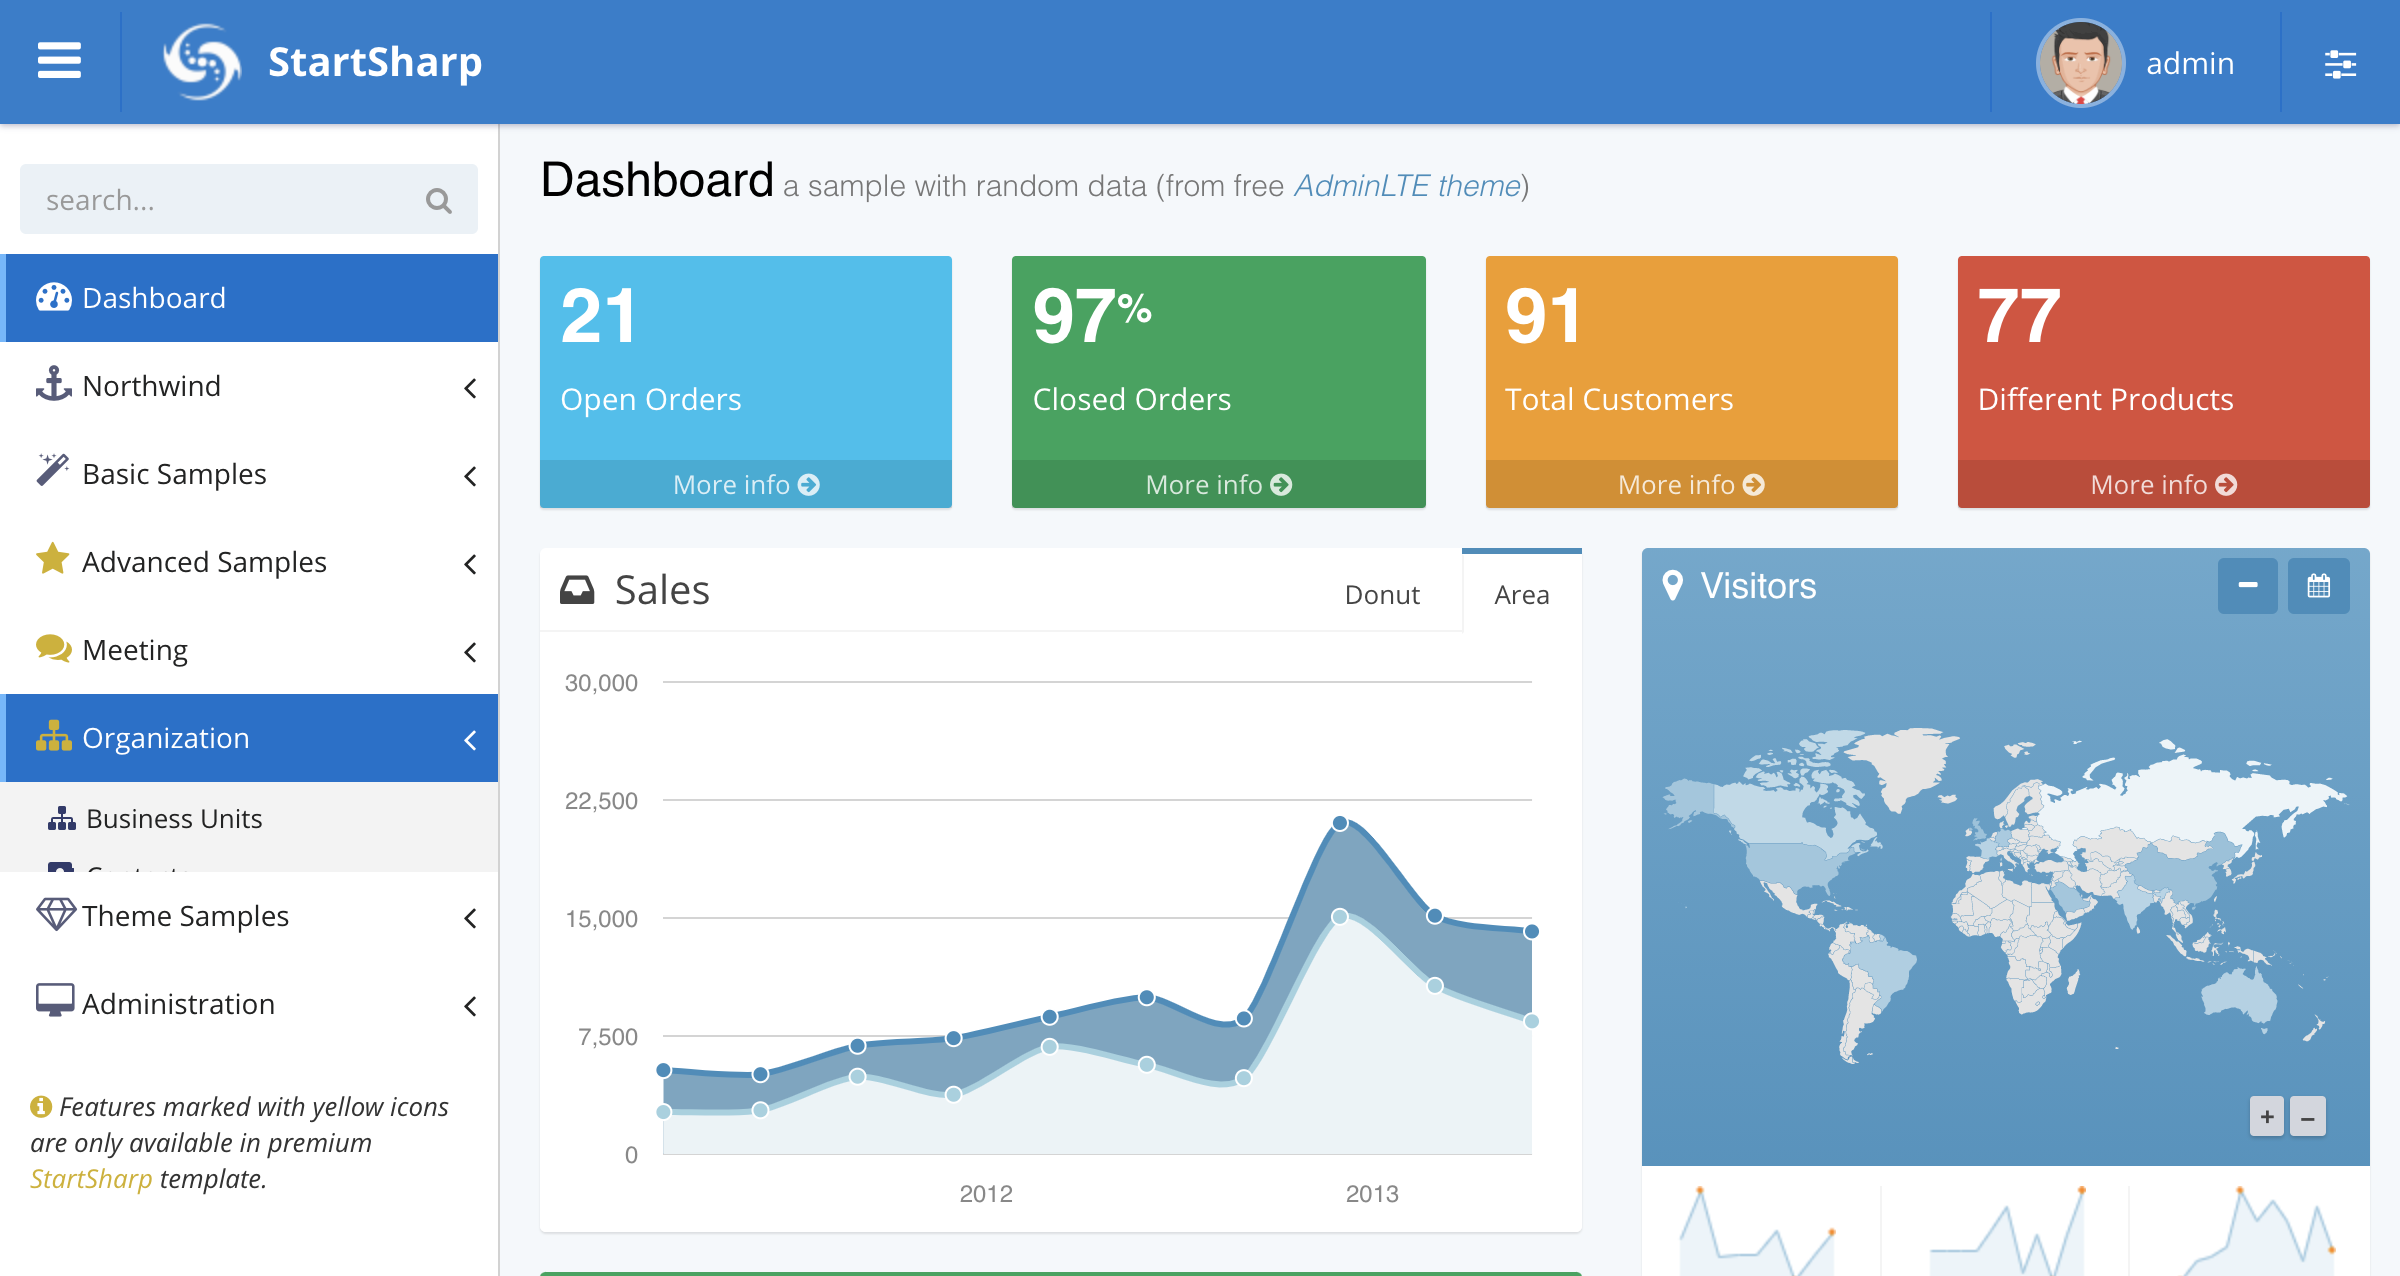 StartSharp
admin
search...
Dashboard
Northwind
Basic Samples
Advanced Samples
Meeting
Organization
Business Units
Theme Samples
Administration
Features marked with yellow icons
are only available in premium
StartSharp template.
Dashboard a sample with random data (from free AdminLTE theme)
21
Open Orders
More info
97%
Closed Orders
More info
91
Total Customers
More info
77
Different Products
More info
Sales
Donut
Area
30,000
22,500
15,000
7,500
0
2012
2013
Visitors
+
−